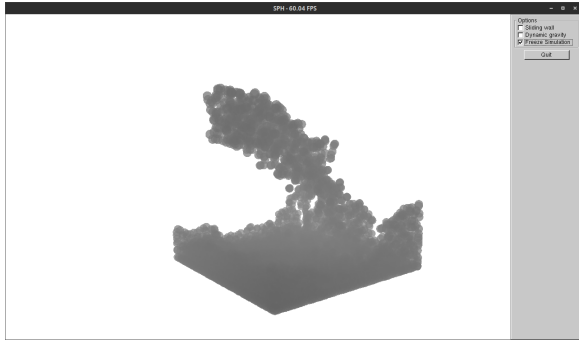 SPH - 60.04 FPS
Options
Sliding wall
Dynamic gravity
Freeze Simulation
Quit